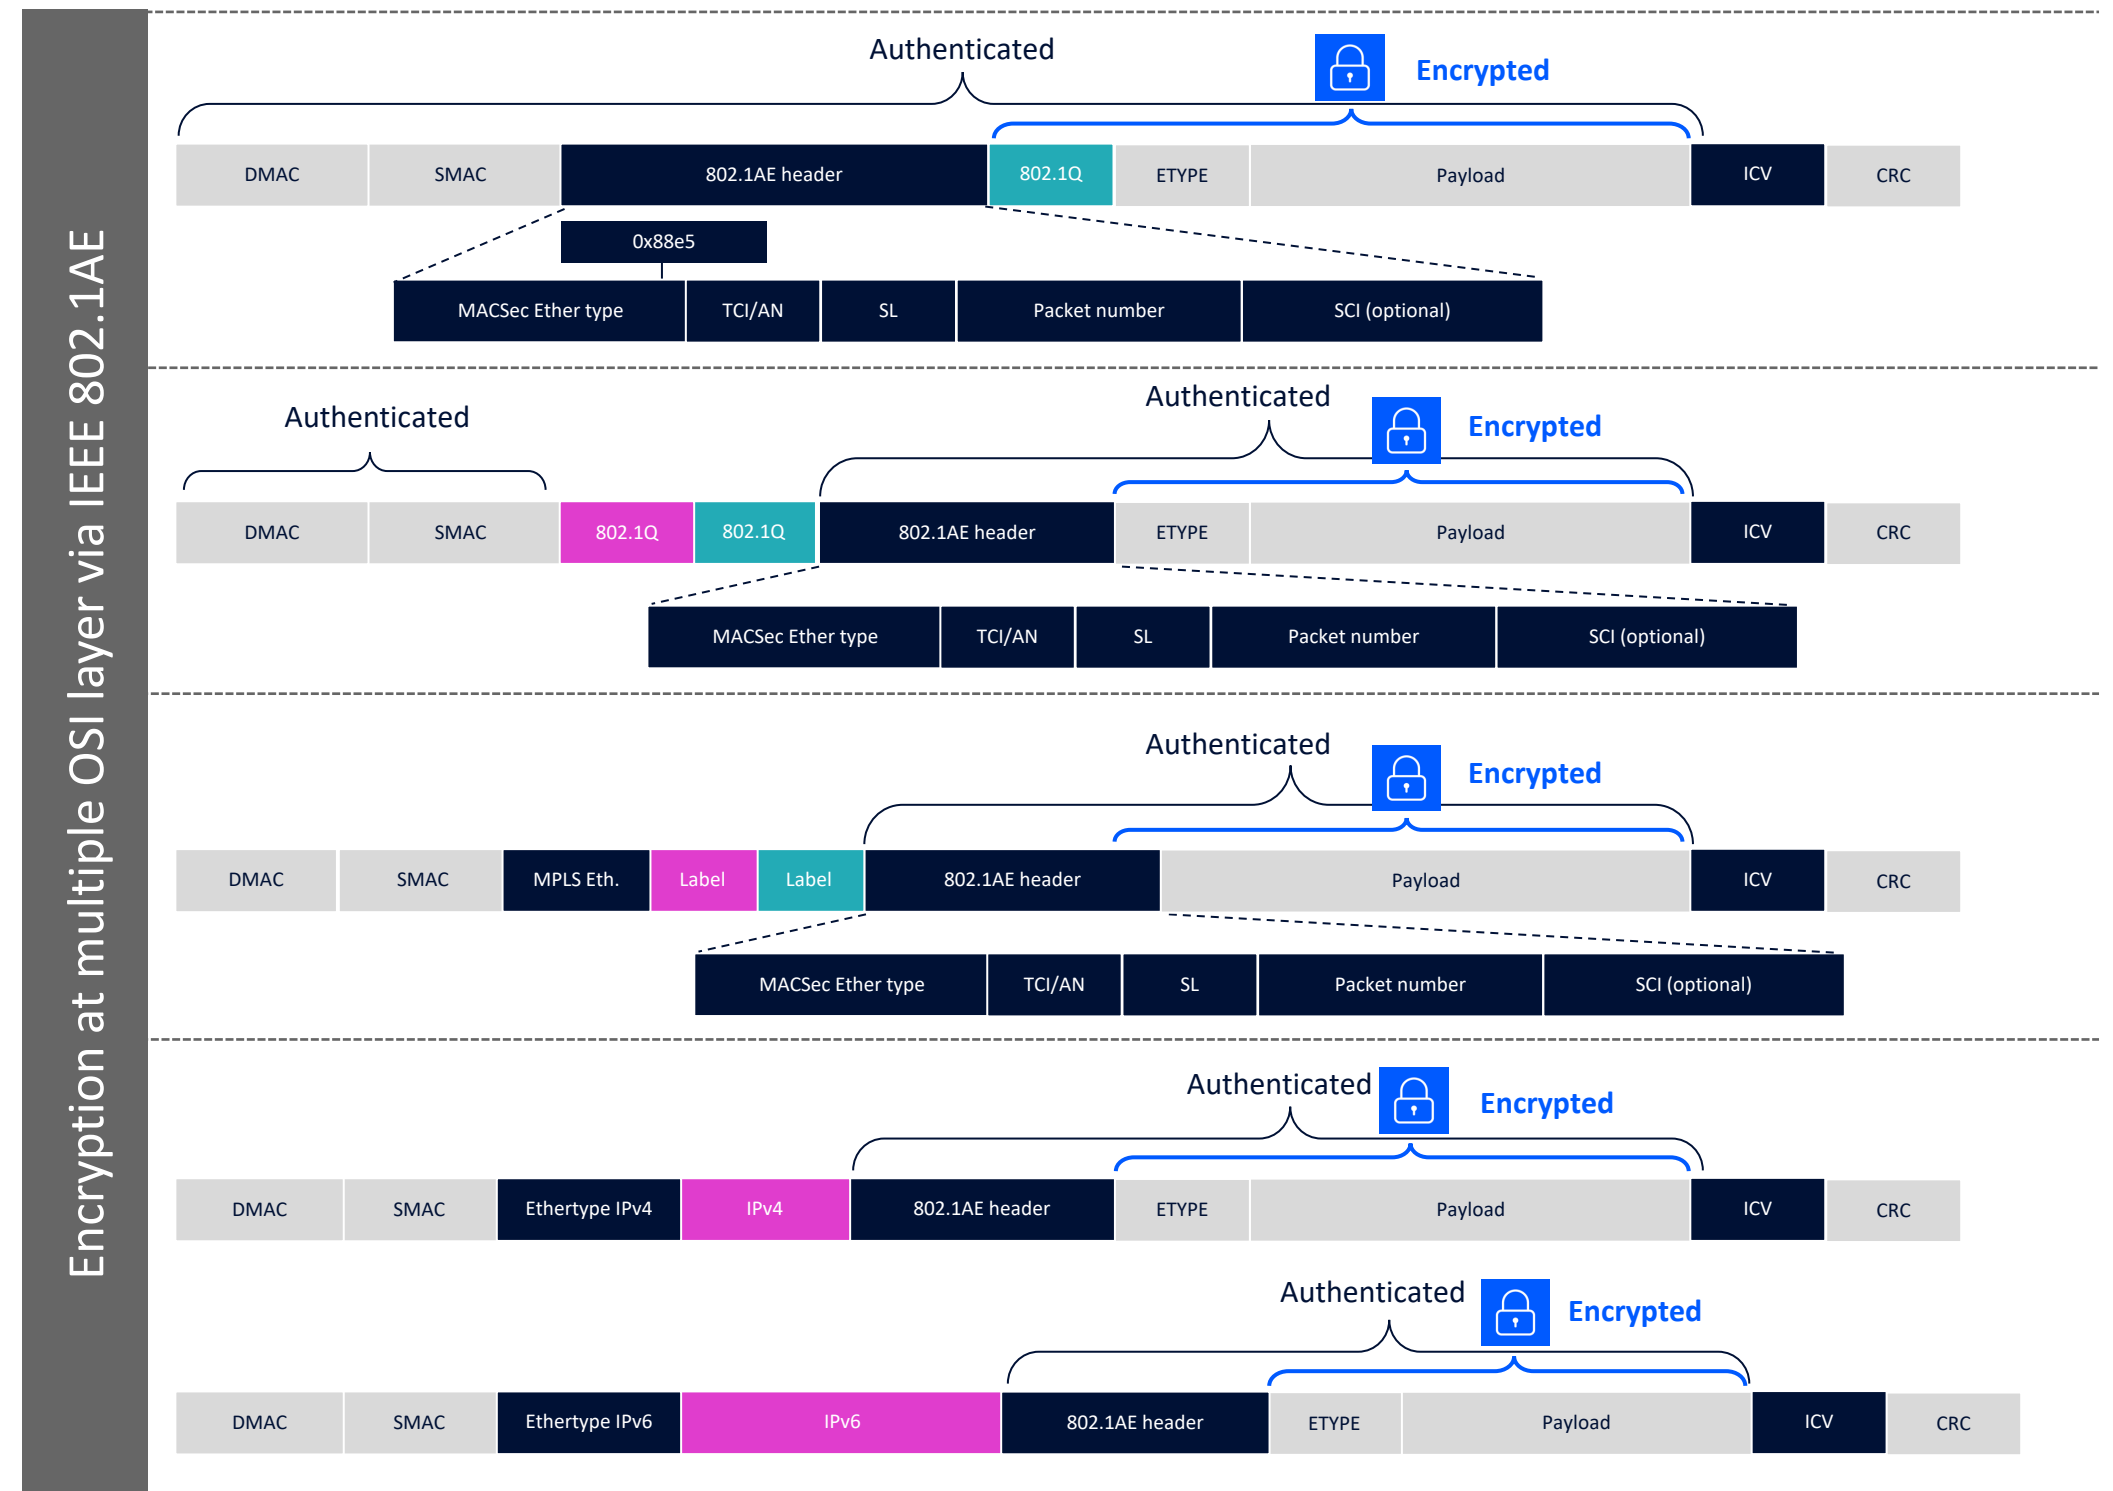 Encryption at multiple OSI layer via IEEE 802.1AE
Authenticated
Encrypted
DMAC SMAC 802.1AE header 802.1Q ETYPE Payload ICV CRC
0x88e5
MACSec Ether type TCI/AN SL Packet number SCI (optional)
Authenticated
Authenticated
Encrypted
DMAC SMAC 802.1Q 802.1Q 802.1AE header ETYPE Payload ICV CRC
MACSec Ether type TCI/AN SL Packet number SCI (optional)
Authenticated
Encrypted
DMAC SMAC MPLS Eth. Label Label 802.1AE header Payload ICV CRC
MACSec Ether type TCI/AN SL Packet number SCI (optional)
Authenticated
Encrypted
DMAC SMAC Ethertype IPv4 IPv4 802.1AE header ETYPE Payload ICV CRC
Authenticated
Encrypted
DMAC SMAC Ethertype IPv6 IPv6 802.1AE header ETYPE Payload ICV CRC